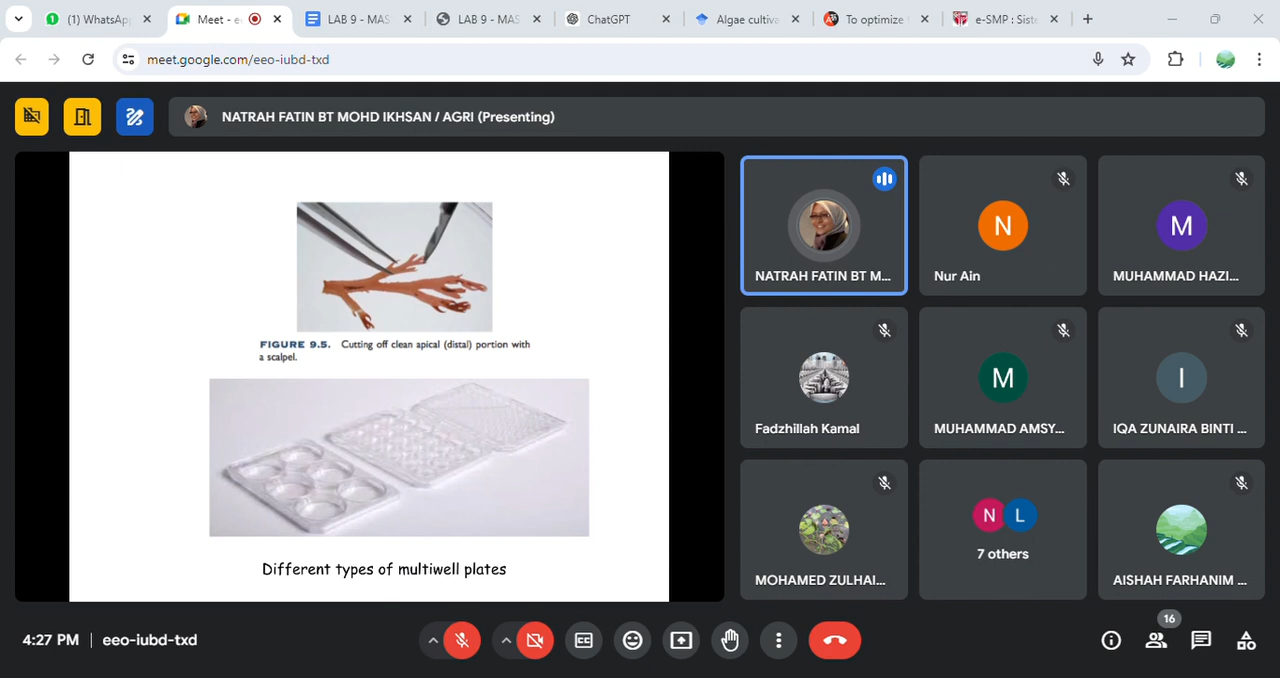 (1) WhatsApp
Meet - ee
LAB 9 - MAS
LAB 9 - MAS
ChatGPT
Algae cultiva
To optimize
e-SMP : Siste
meet.google.com/eeo-iubd-txd
NATRAH FATIN BT MOHD IKHSAN / AGRI (Presenting)
FIGURE 9.5. Cutting off clean apical (distal) portion with
a scalpel.
Different types of multiwell plates
NATRAH FATIN BT M...
N
Nur Ain
M
MUHAMMAD HAZI...
Fadzhillah Kamal
M
MUHAMMAD AMSY...
I
IQA ZUNAIRA BINTI ...
MOHAMED ZULHAI...
N L
7 others
AISHAH FARHANIM ...
4:27 PM | eeo-iubd-txd
16